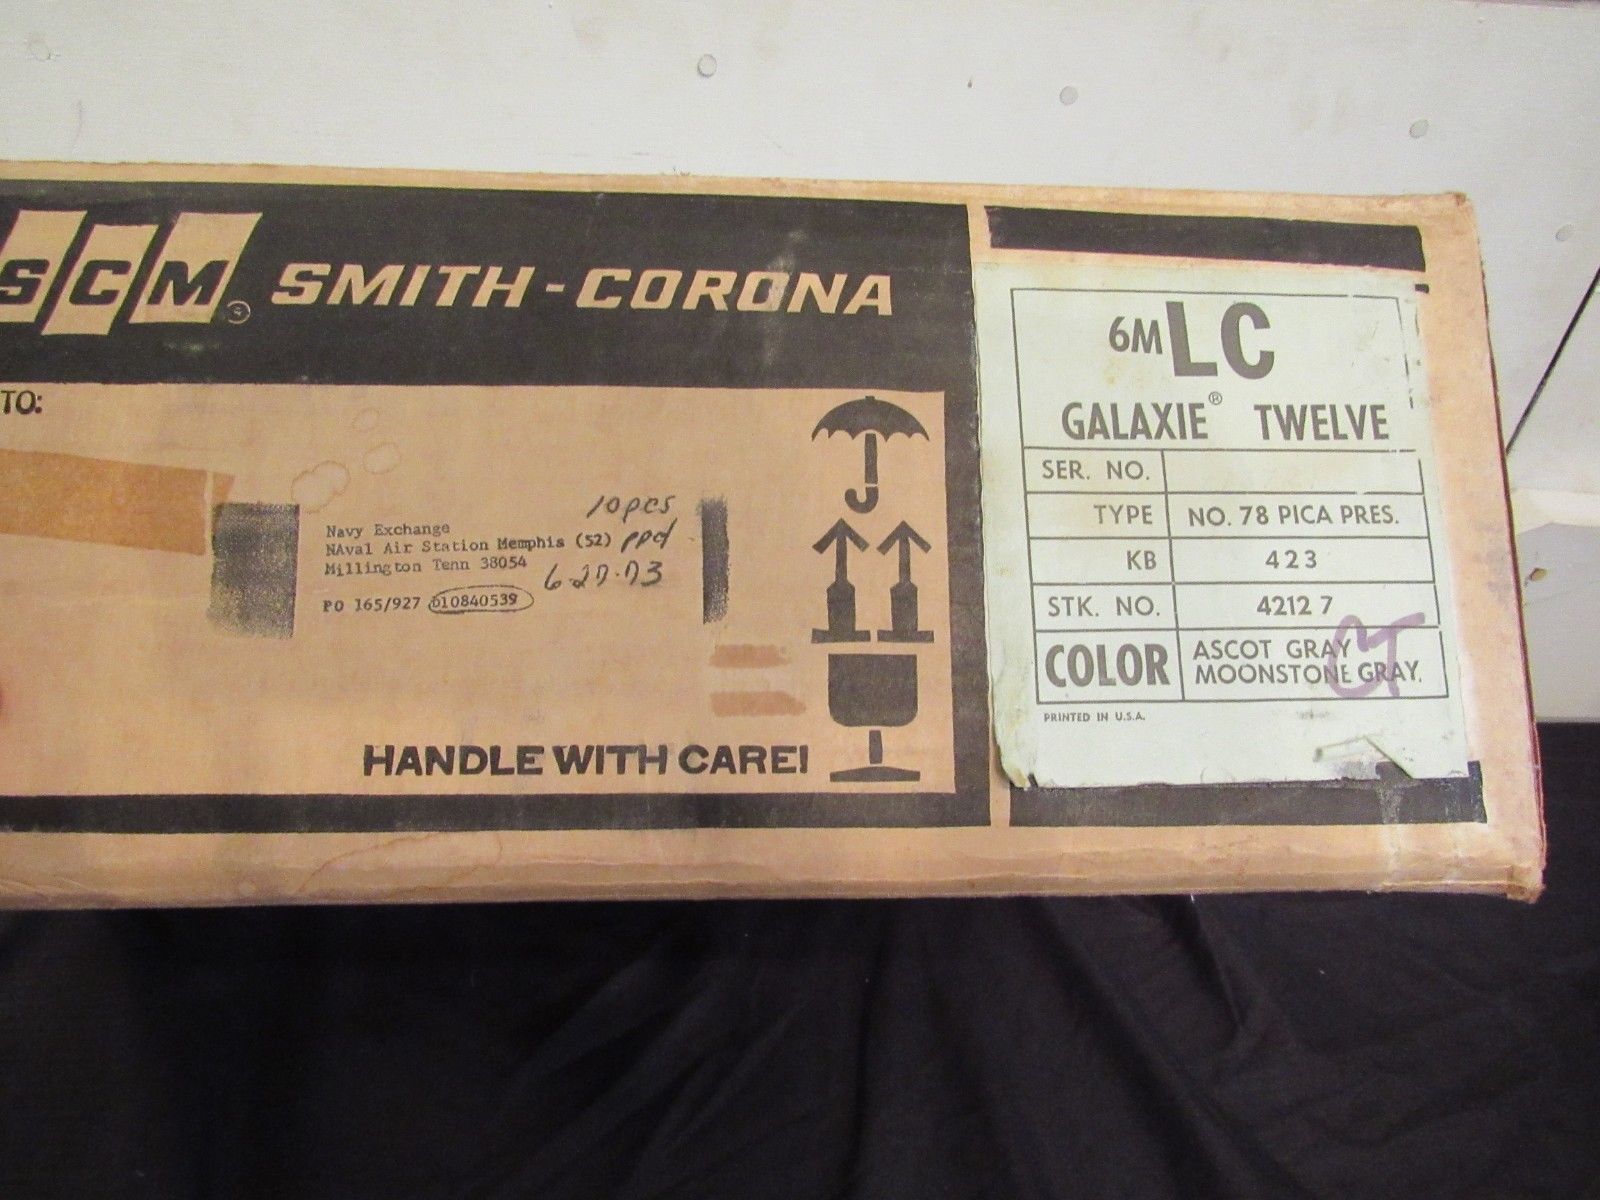 SCM® SMITH-CORONA
TO:
10 pcs
Navy Exchange
NAval Air Station Memphis (52) ppd
Millington Tenn 38054
6-27-73
PO 165/927 D10840539
HANDLE WITH CARE!
6M LC
GALAXIE® TWELVE
SER. NO.
TYPE NO. 78 PICA PRES.
KB 423
STK. NO. 4212 7
COLOR ASCOT GRAY
MOONSTONE GRAY.
CT
PRINTED IN U.S.A.